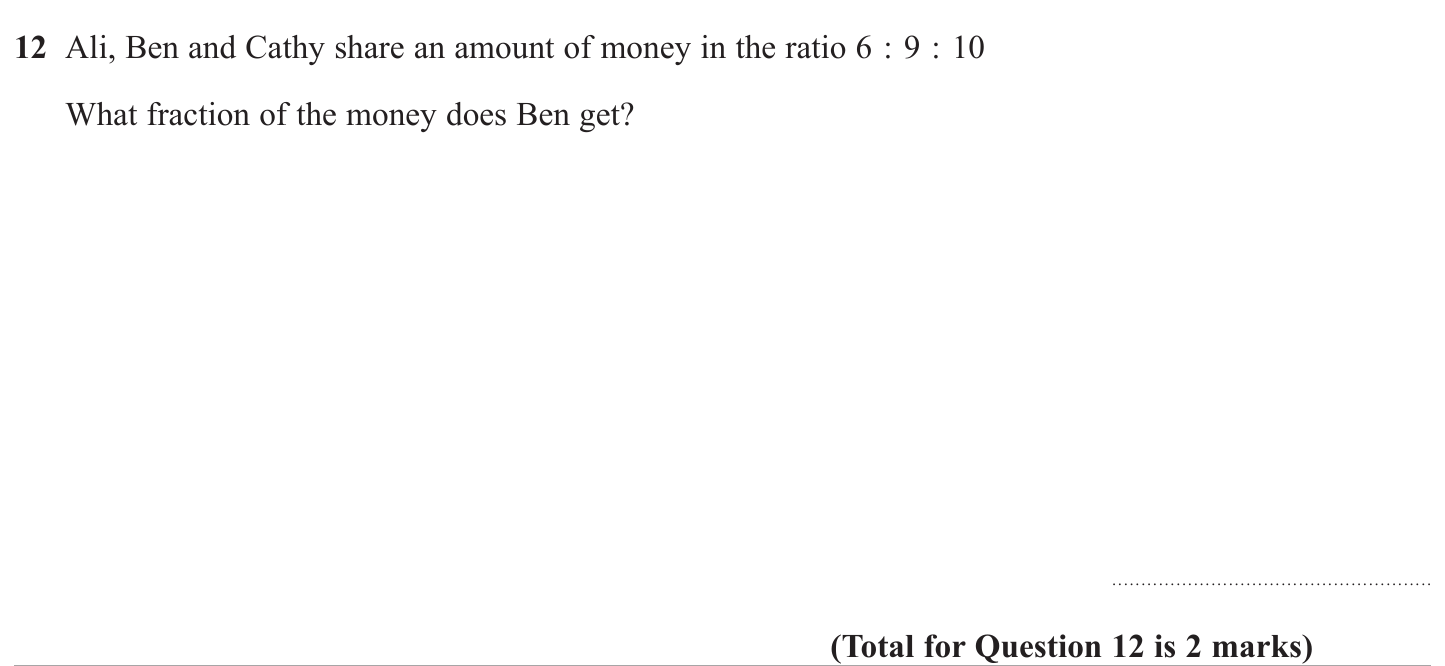 12 Ali, Ben and Cathy share an amount of money in the ratio 6 : 9 : 10
What fraction of the money does Ben get?
(Total for Question 12 is 2 marks)